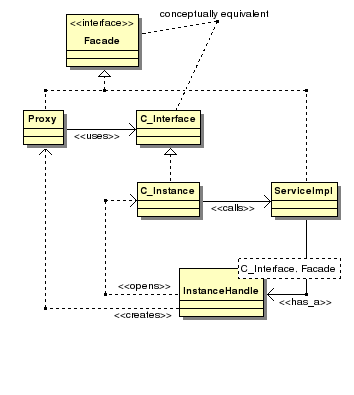 conceptually equivalent
<<interface>>
Facade
Proxy
C_Interface
<<uses>>
C_Instance
ServiceImpl
<<calls>>
C_Interface. Facade
<<opens>>
InstanceHandle
<<has_a>>
<<creates>>